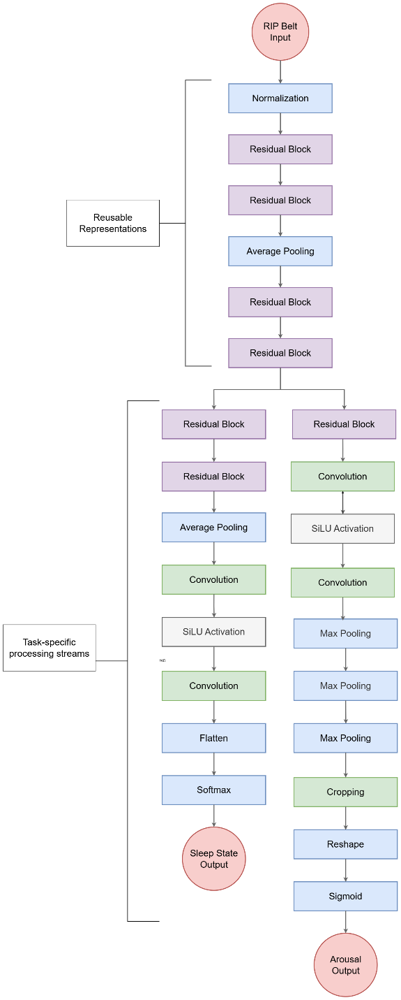 RIP Belt
Input
Normalization
Residual Block
Residual Block
Reusable
Representations
Average Pooling
Residual Block
Residual Block
Residual Block
Residual Block
Average Pooling
Convolution
SiLU Activation
Convolution
Flatten
Softmax
Sleep State
Output
Residual Block
Convolution
SiLU Activation
Convolution
Max Pooling
Max Pooling
Max Pooling
Cropping
Reshape
Sigmoid
Arousal
Output
Task-specific
processing streams